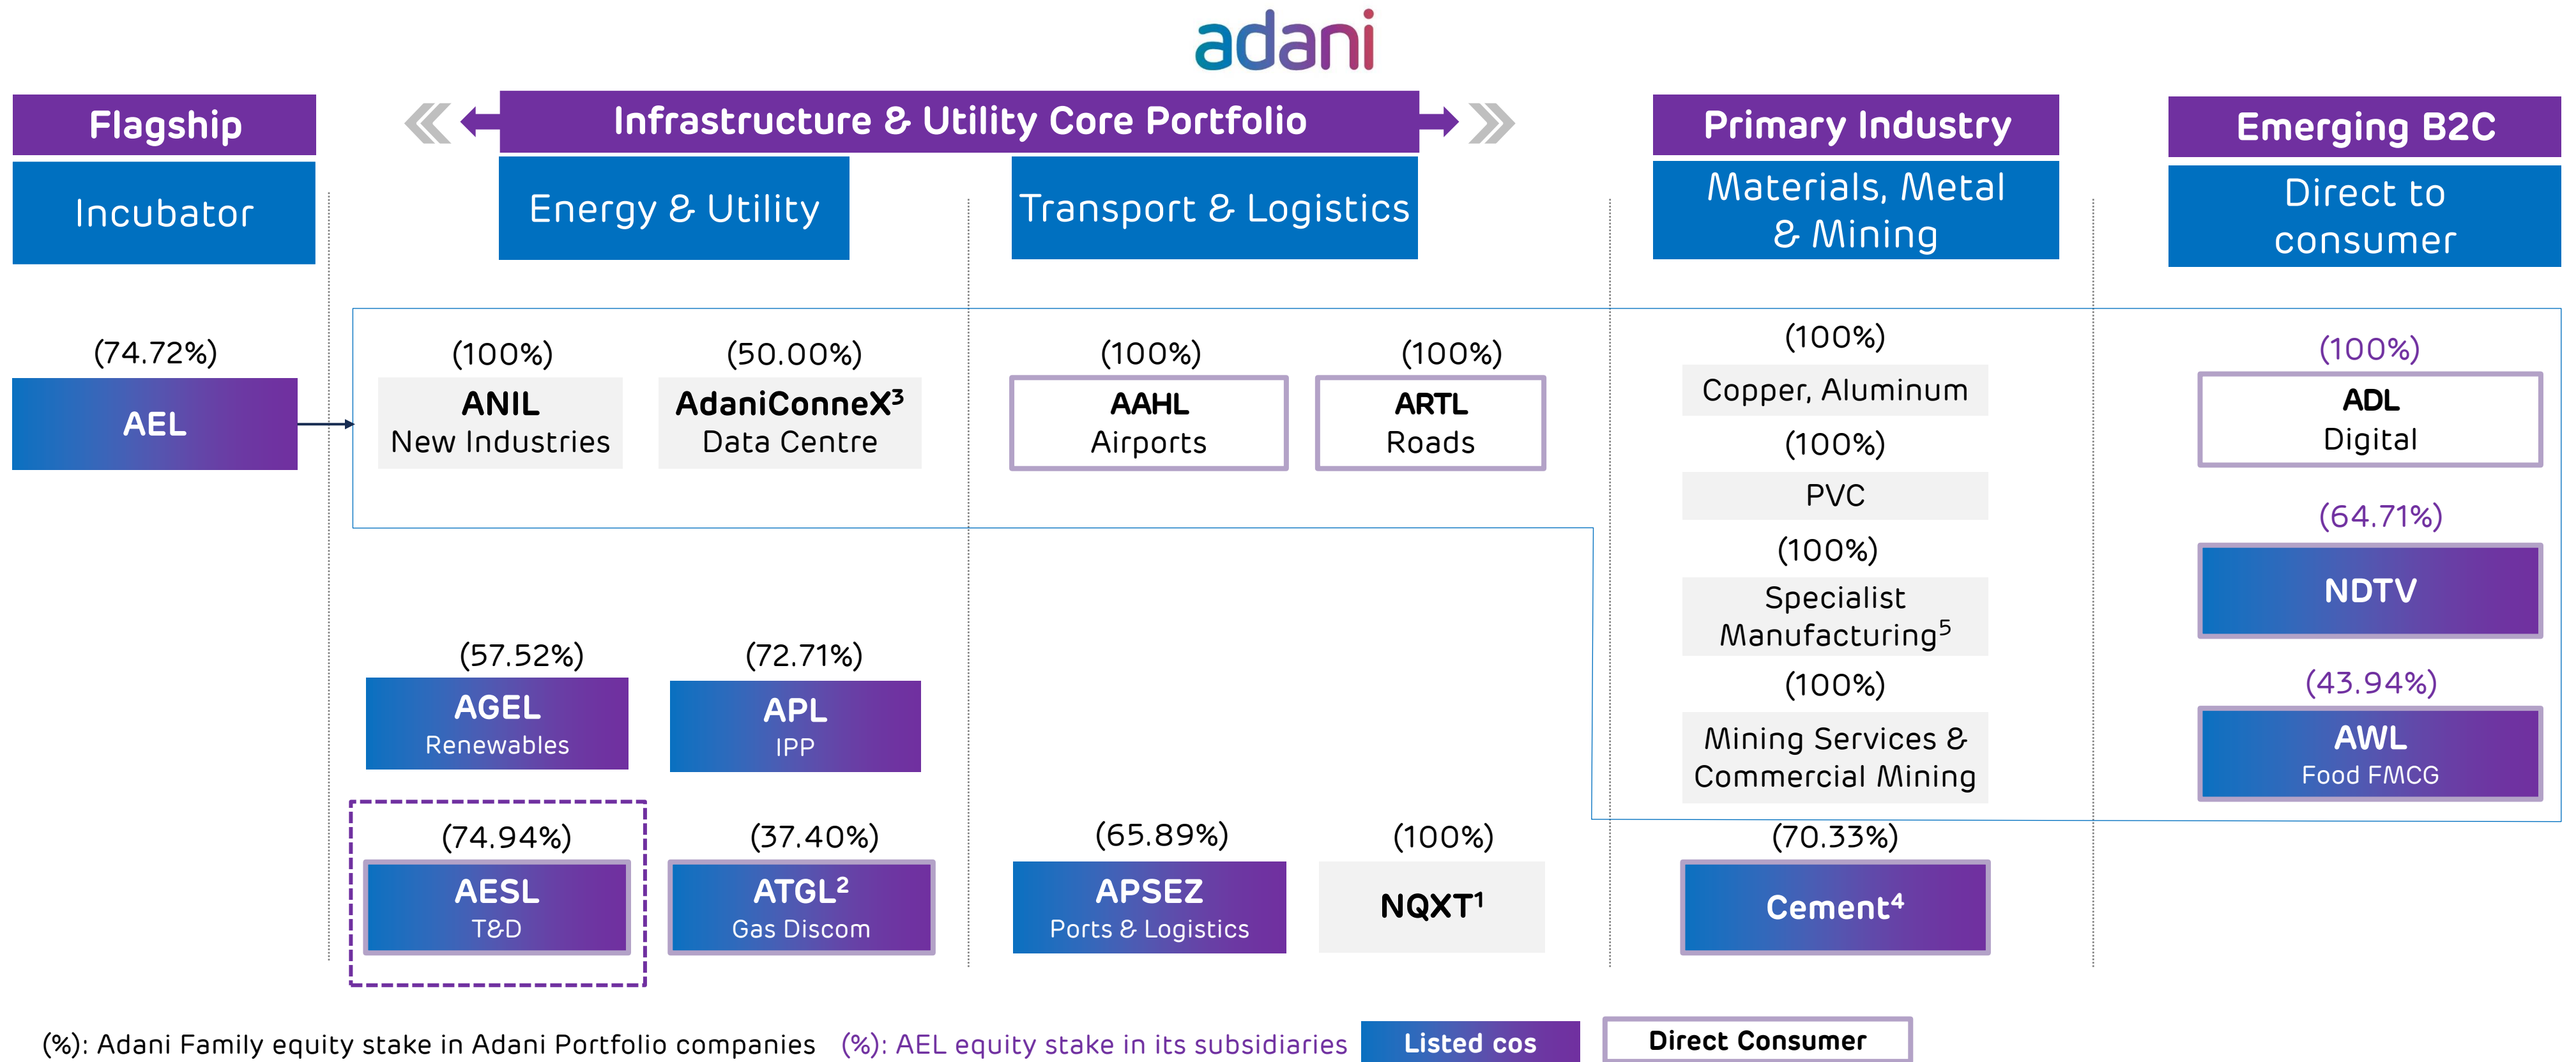 adani
Flagship
Infrastructure & Utility Core Portfolio
Primary Industry
Emerging B2C
Incubator
Energy & Utility
Transport & Logistics
Materials, Metal
& Mining
Direct to
consumer
(74.72%)
AEL
(100%)
ANIL
New Industries
(50.00%)
AdaniConneX³
Data Centre
(100%)
AAHL
Airports
(100%)
ARTL
Roads
(100%)
Copper, Aluminum
(100%)
PVC
(100%)
Specialist
Manufacturing⁵
(100%)
Mining Services &
Commercial Mining
(100%)
ADL
Digital
(64.71%)
NDTV
(43.94%)
AWL
Food FMCG
(57.52%)
AGEL
Renewables
(72.71%)
APL
IPP
(74.94%)
AESL
T&D
(37.40%)
ATGL²
Gas Discom
(65.89%)
APSEZ
Ports & Logistics
(100%)
NQXT¹
(70.33%)
Cement⁴
(%): Adani Family equity stake in Adani Portfolio companies
(%): AEL equity stake in its subsidiaries
Listed cos
Direct Consumer